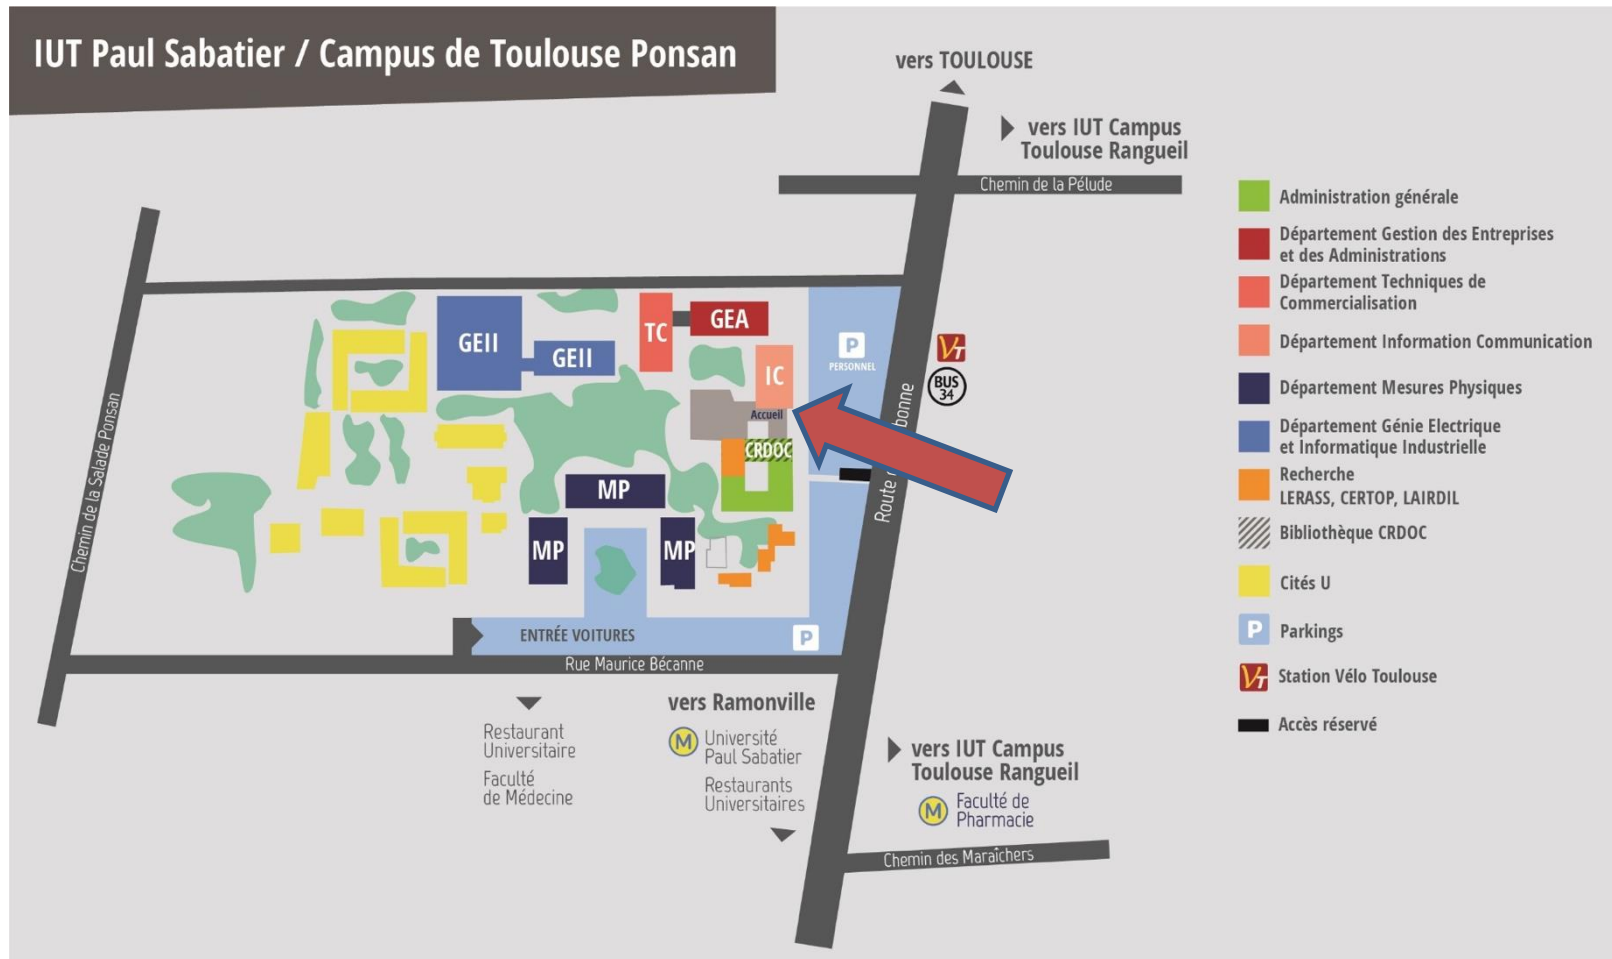 IUT Paul Sabatier / Campus de Toulouse Ponsan
vers TOULOUSE
vers IUT Campus
Toulouse Rangueil
Chemin de la Pélude
Chemin de la Salade Ponsan
GEII
GEII
TC
GEA
IC
Accueil
CRDOC
MP
MP
MP
P
PERSONNEL
VT
BUS
34
Route
bonne
ENTRÉE VOITURES
P
Rue Maurice Bécanne
Restaurant
Universitaire
Faculté
de Médecine
vers Ramonville
M Université
Paul Sabatier
Restaurants
Universitaires
vers IUT Campus
Toulouse Rangueil
M Faculté de
Pharmacie
Chemin des Maraîchers
Administration générale
Département Gestion des Entreprises
et des Administrations
Département Techniques de
Commercialisation
Département Information Communication
Département Mesures Physiques
Département Génie Electrique
et Informatique Industrielle
Recherche
LERASS, CERTOP, LAIRDIL
Bibliothèque CRDOC
Cités U
P Parkings
VT Station Vélo Toulouse
Accès réservé